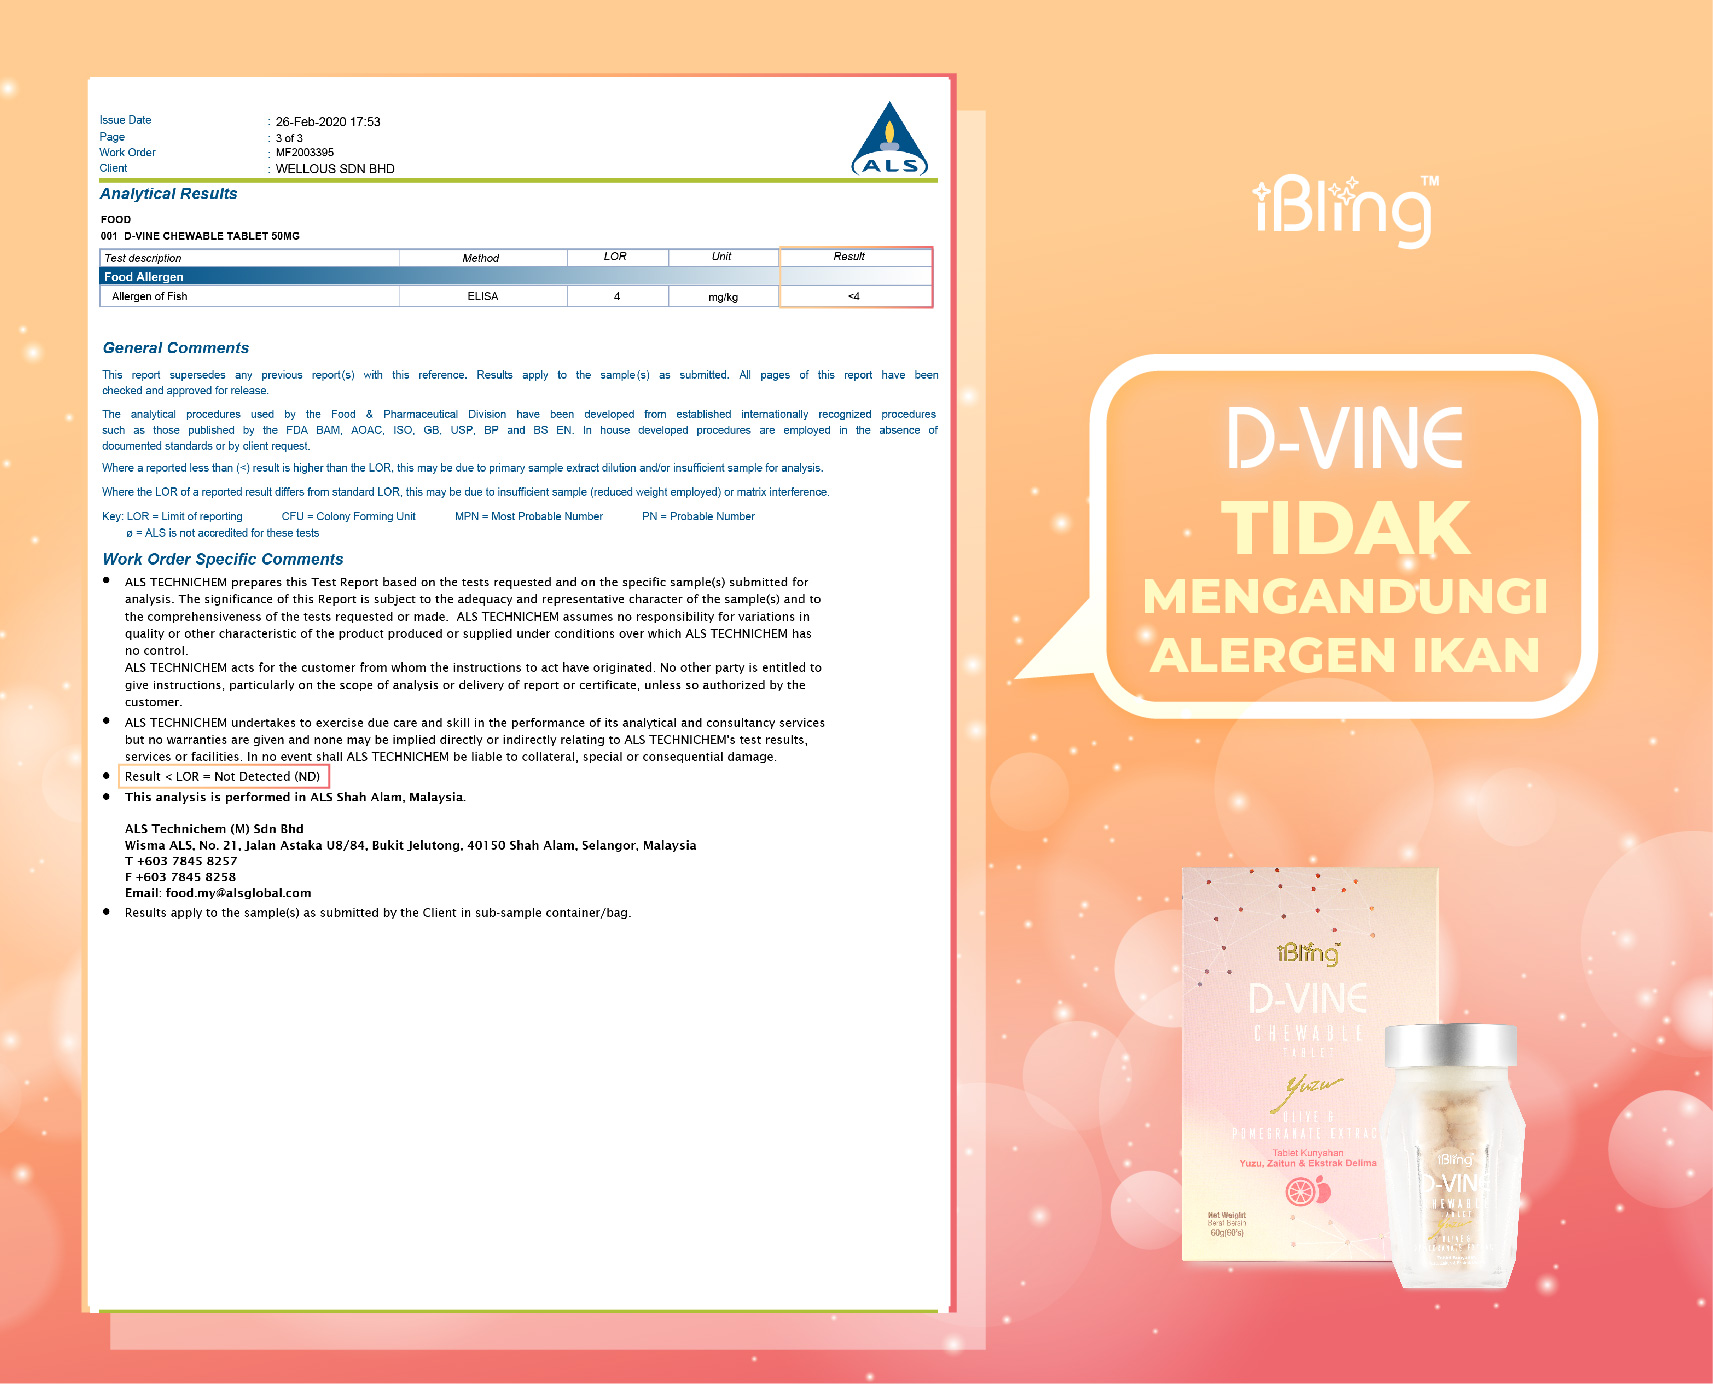 Issue Date : 26-Feb-2020 17:53
Page : 3 of 3
Work Order : MF2003395
Client : WELLOUS SDN BHD
ALS
Analytical Results
FOOD
001 D-VINE CHEWABLE TABLET 50MG
Test description Method LOR Unit Result
Food Allergen
Allergen of Fish ELISA 4 mg/kg <4
General Comments
This report supersedes any previous report(s) with this reference. Results apply to the sample(s) as submitted. All pages of this report have been
checked and approved for release.
The analytical procedures used by the Food & Pharmaceutical Division have been developed from established internationally recognized procedures
such as those published by the FDA BAM, AOAC, ISO, GB, USP, BP and BS EN. In house developed procedures are employed in the absence of
documented standards or by client request.
Where a reported less than (<) result is higher than the LOR, this may be due to primary sample extract dilution and/or insufficient sample for analysis.
Where the LOR of a reported result differs from standard LOR, this may be due to insufficient sample (reduced weight employed) or matrix interference.
Key: LOR = Limit of reporting CFU = Colony Forming Unit MPN = Most Probable Number PN = Probable Number
ø = ALS is not accredited for these tests
Work Order Specific Comments
● ALS TECHNICHEM prepares this Test Report based on the tests requested and on the specific sample(s) submitted for
analysis. The significance of this Report is subject to the adequacy and representative character of the sample(s) and to
the comprehensiveness of the tests requested or made. ALS TECHNICHEM assumes no responsibility for variations in
quality or other characteristic of the product produced or supplied under conditions over which ALS TECHNICHEM has
no control.
ALS TECHNICHEM acts for the customer from whom the instructions to act have originated. No other party is entitled to
give instructions, particularly on the scope of analysis or delivery of report or certificate, unless so authorized by the
customer.
● ALS TECHNICHEM undertakes to exercise due care and skill in the performance of its analytical and consultancy services
but no warranties are given and none may be implied directly or indirectly relating to ALS TECHNICHEM's test results,
services or facilities. In no event shall ALS TECHNICHEM be liable to collateral, special or consequential damage.
● Result < LOR = Not Detected (ND)
● This analysis is performed in ALS Shah Alam, Malaysia.
ALS Technichem (M) Sdn Bhd
Wisma ALS, No. 21, Jalan Astaka U8/84, Bukit Jelutong, 40150 Shah Alam, Selangor, Malaysia
T +603 7845 8257
F +603 7845 8258
Email: food.my@alsglobal.com
● Results apply to the sample(s) as submitted by the Client in sub-sample container/bag.
iBling™
D-VINE
TIDAK
MENGANDUNGI
ALERGEN IKAN
iBling™
D-VINE
CHEWABLE
TABLET
yuzu
OLIVE &
POMEGRANATE EXTRAC
Tablet Kunyahan
Yuzu, Zaitun & Ekstrak Delima
Net Weight
Berat Bersih
60g(60's)
iBling
D-VINE
CHEWABLE
TABLET
yuzu